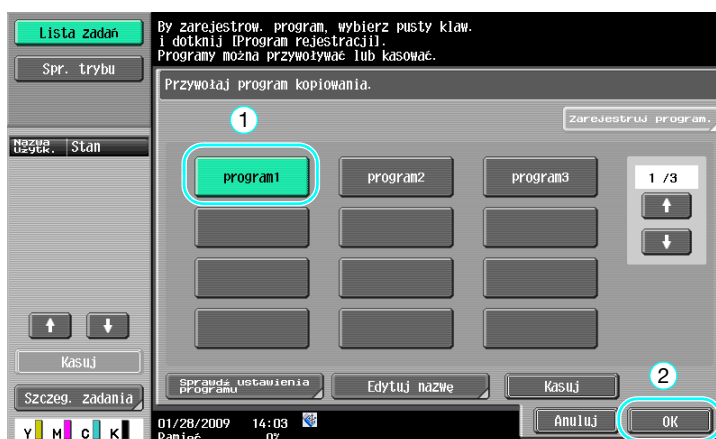 Lista zadań
Spr. trybu
Nazwa użytk.
Stan
Kasuj
Szczeg. zadania
Y M C K
By zarejestrow. program, wybierz pusty klaw.
i dotknij [Program rejestracji].
Programy można przywoływać lub kasować.
Przywołaj program kopiowania.
1
Zarejestruj program.
program1
program2
program3
1 /3
Sprawdź ustawienia
programu
Edytuj nazwę
Kasuj
2
01/28/2009 14:03
Pamięć 0%
Anuluj
OK